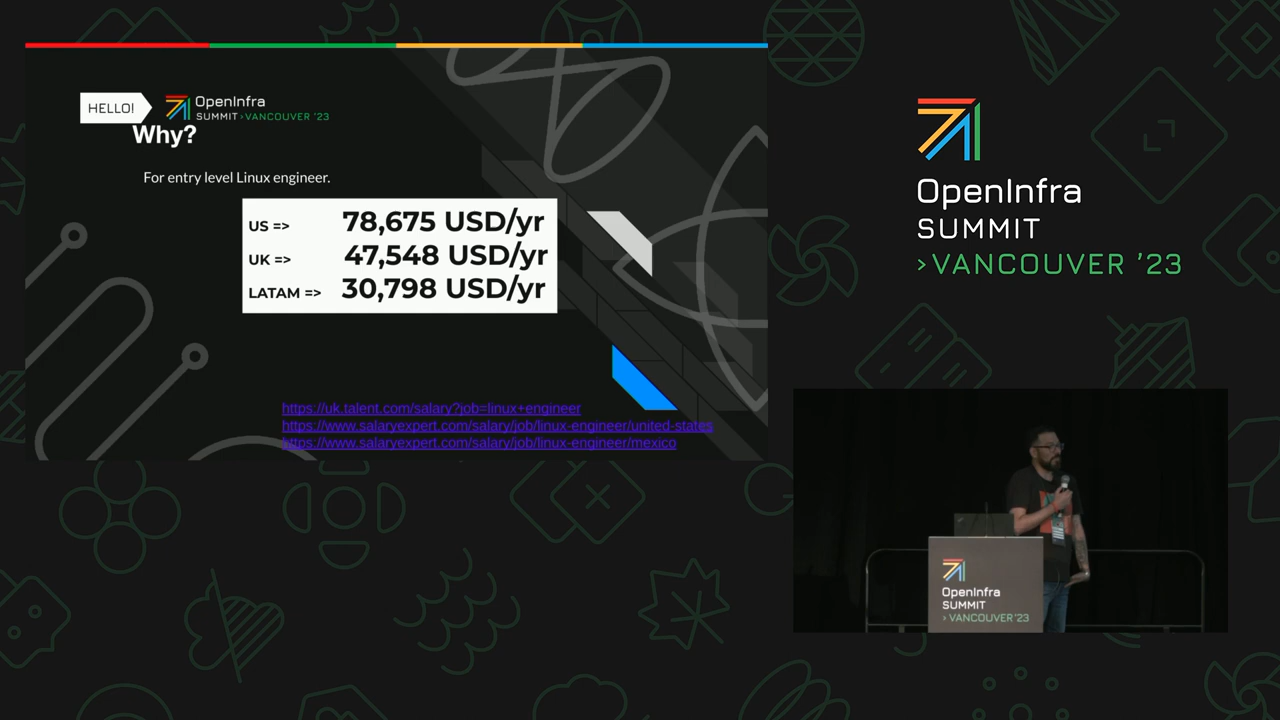 HELLO!
OpenInfra
SUMMIT›VANCOUVER '23
Why?
For entry level Linux engineer.
US => 78,675 USD/yr
UK => 47,548 USD/yr
LATAM => 30,798 USD/yr
https://uk.talent.com/salary?job=linux+engineer
https://www.salaryexpert.com/salary/job/linux-engineer/united-states
https://www.salaryexpert.com/salary/job/linux-engineer/mexico
OpenInfra
SUMMIT
›VANCOUVER '23
OpenInfra
SUMMIT
›VANCOUVER '23